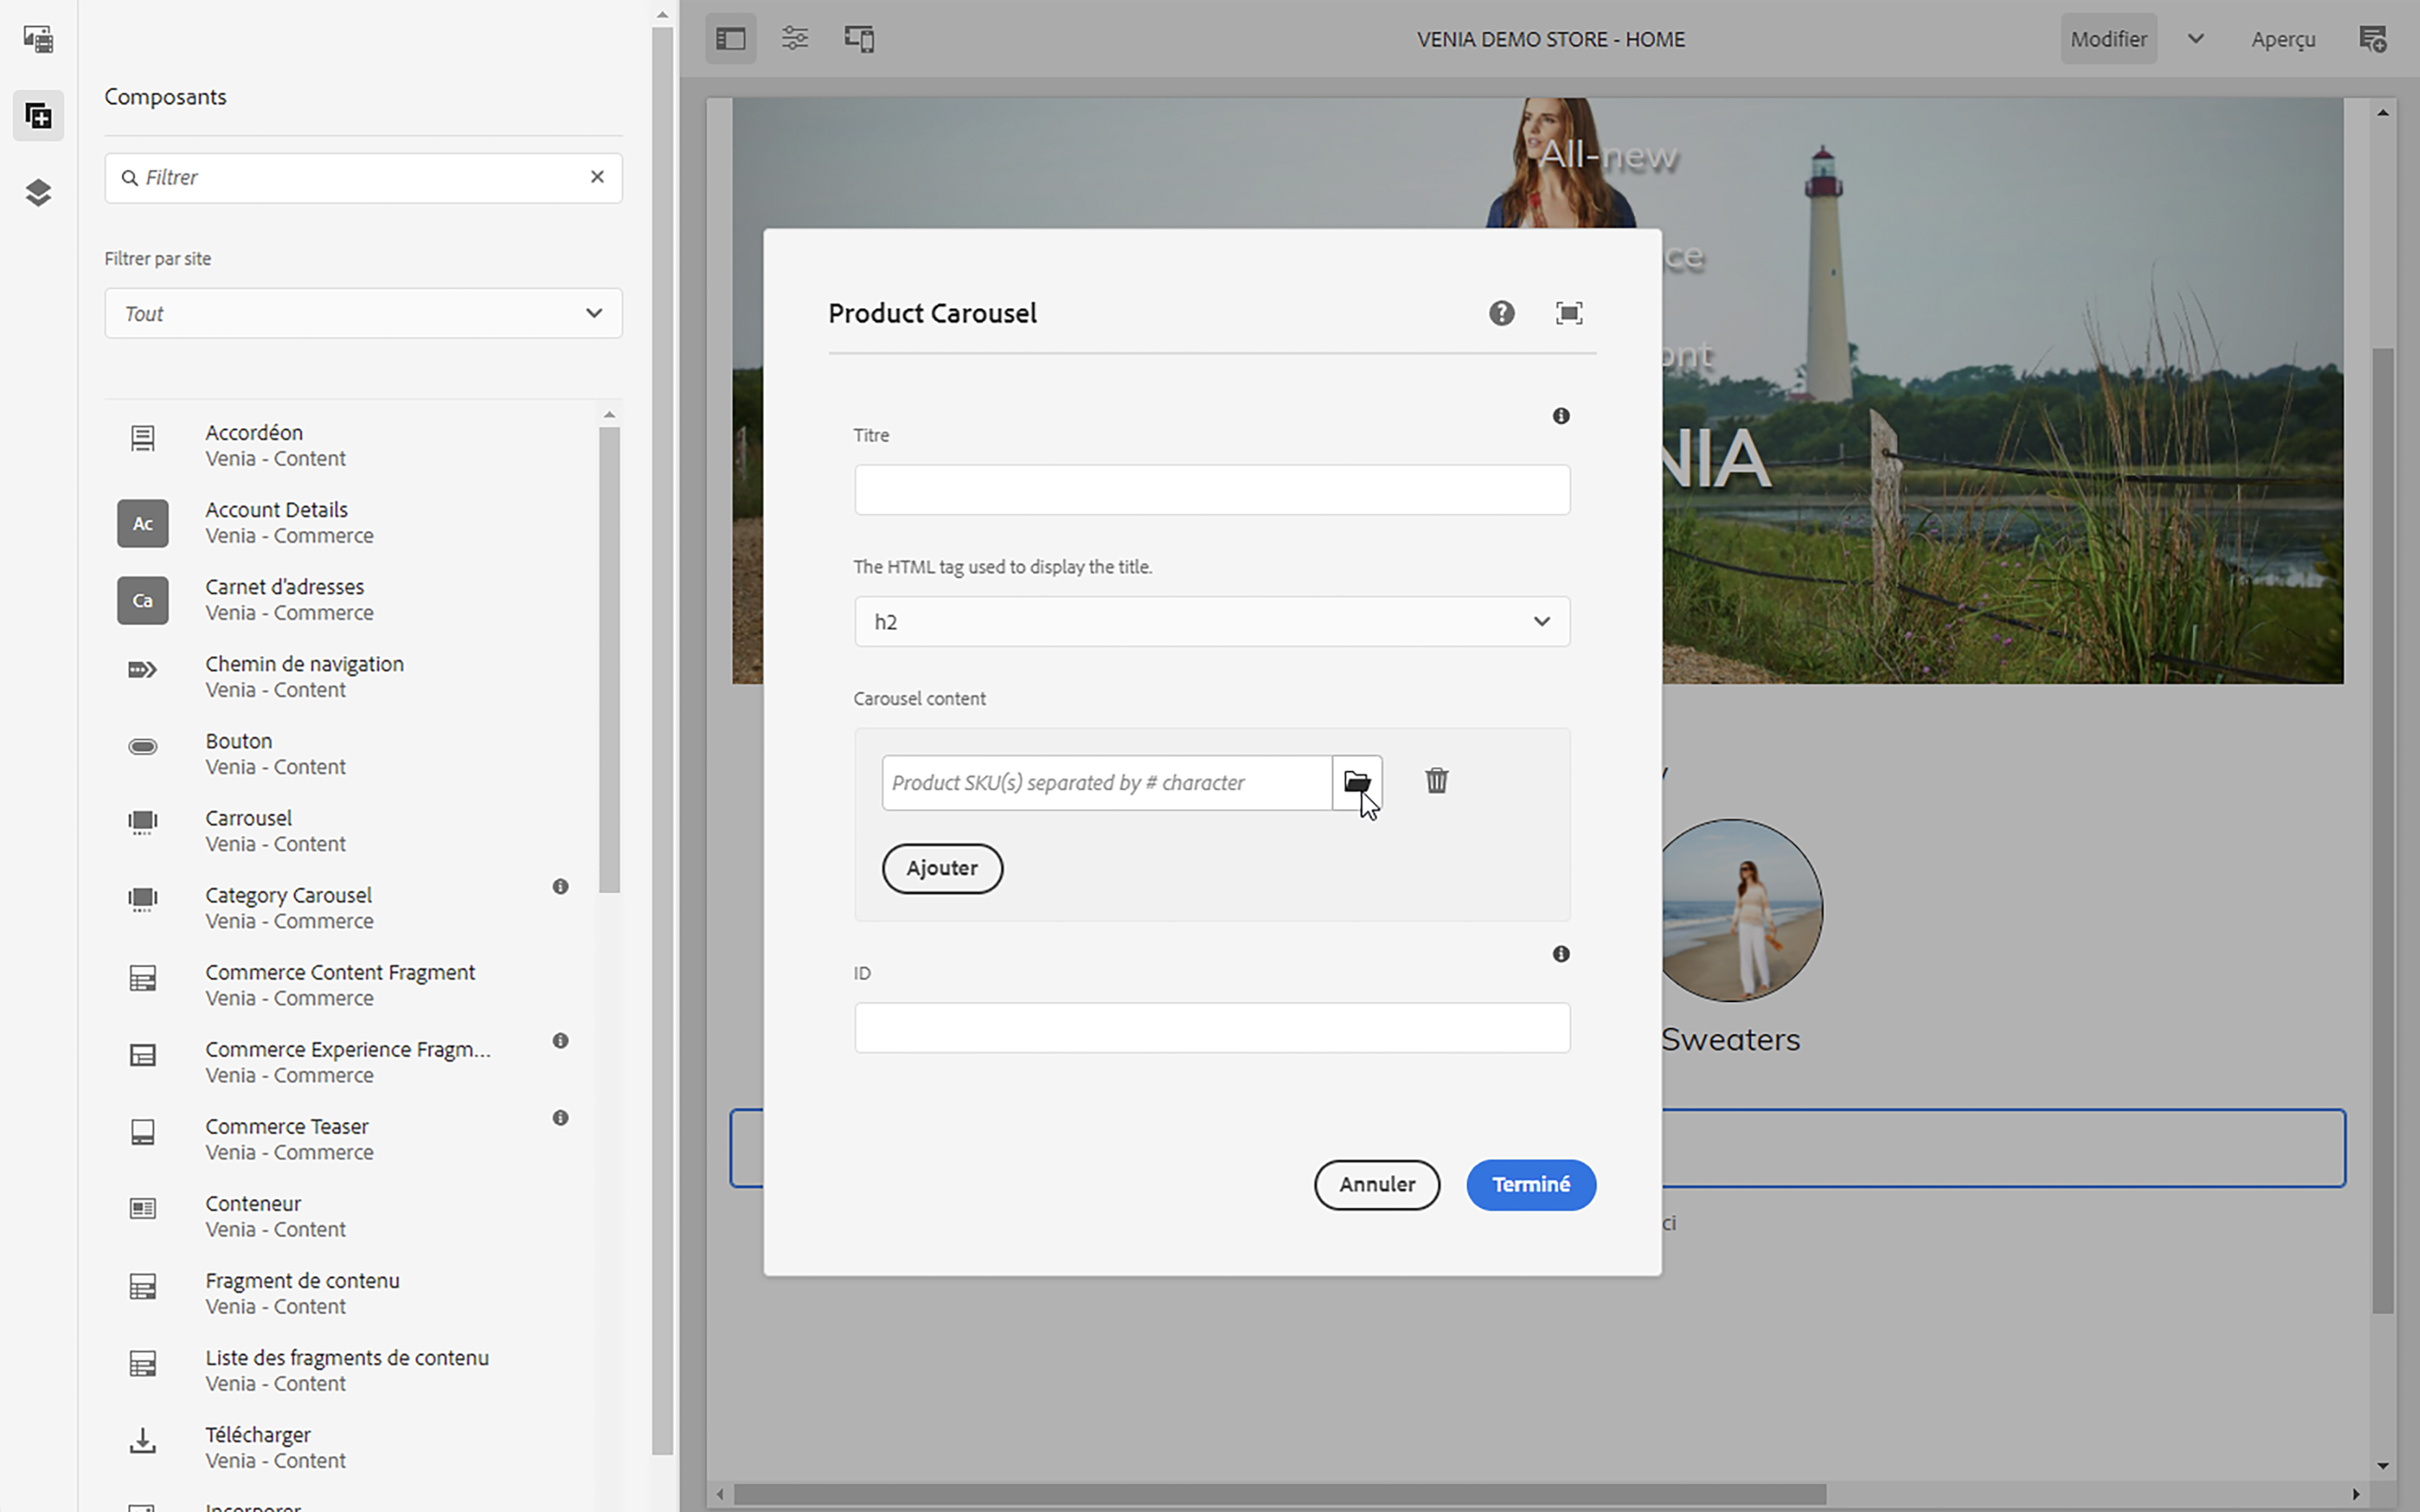 Composants
Filtrer
Filtrer par site
Tout
Accordéon
Venia - Content
Ac
Account Details
Venia - Commerce
Ca
Carnet d'adresses
Venia - Commerce
Chemin de navigation
Venia - Content
Bouton
Venia - Content
Carrousel
Venia - Content
Category Carousel
Venia - Commerce
Commerce Content Fragment
Venia - Commerce
Commerce Experience Fragm...
Venia - Commerce
Commerce Teaser
Venia - Commerce
Conteneur
Venia - Content
Fragment de contenu
Venia - Content
Liste des fragments de contenu
Venia - Content
Télécharger
Venia - Content
Incorporer
VENIA DEMO STORE - HOME
Modifier
Aperçu
All-new
ce
ont
NIA
Product Carousel
Titre
The HTML tag used to display the title.
h2
Carousel content
Product SKU(s) separated by # character
Ajouter
ID
Annuler
Terminé
y
Sweaters
ci